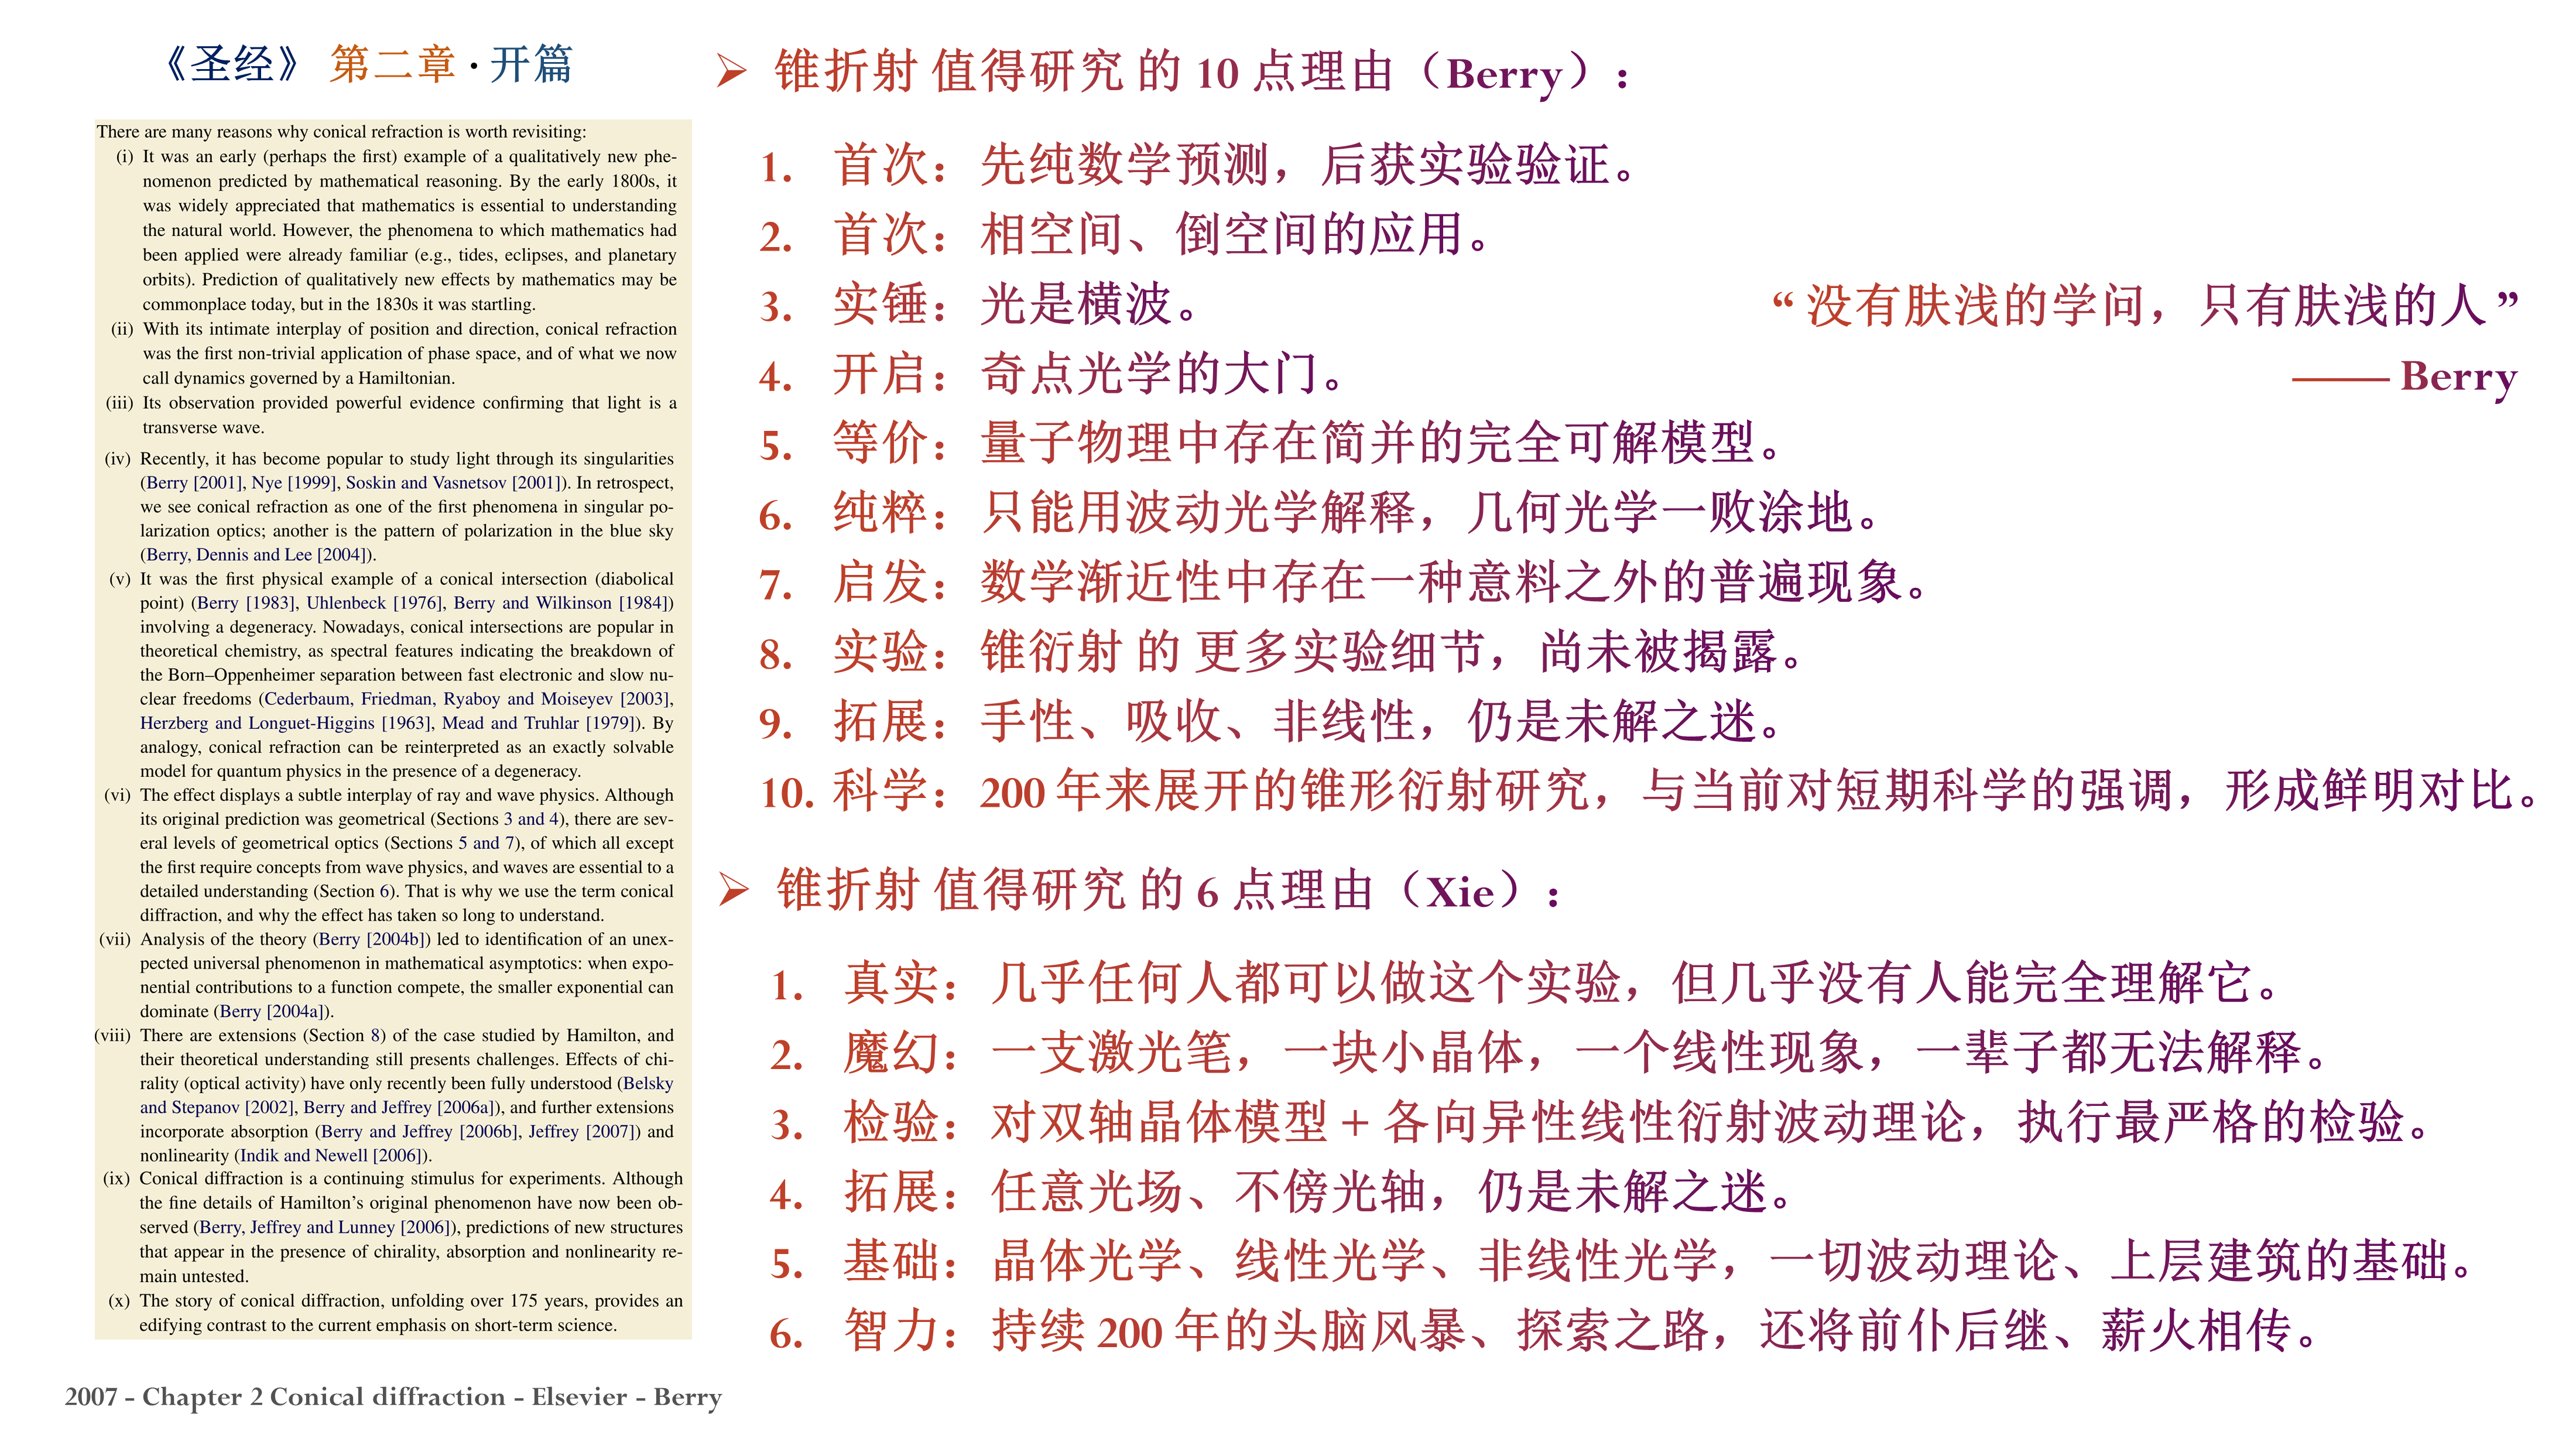 《圣经》 第二章 · 开篇
There are many reasons why conical refraction is worth revisiting:
(i) It was an early (perhaps the first) example of a qualitatively new phe-
nomenon predicted by mathematical reasoning. By the early 1800s, it
was widely appreciated that mathematics is essential to understanding
the natural world. However, the phenomena to which mathematics had
been applied were already familiar (e.g., tides, eclipses, and planetary
orbits). Prediction of qualitatively new effects by mathematics may be
commonplace today, but in the 1830s it was startling.
(ii) With its intimate interplay of position and direction, conical refraction
was the first non-trivial application of phase space, and of what we now
call dynamics governed by a Hamiltonian.
(iii) Its observation provided powerful evidence confirming that light is a
transverse wave.
(iv) Recently, it has become popular to study light through its singularities
(Berry [2001], Nye [1999], Soskin and Vasnetsov [2001]). In retrospect,
we see conical refraction as one of the first phenomena in singular po-
larization optics; another is the pattern of polarization in the blue sky
(Berry, Dennis and Lee [2004]).
(v) It was the first physical example of a conical intersection (diabolical
point) (Berry [1983], Uhlenbeck [1976], Berry and Wilkinson [1984])
involving a degeneracy. Nowadays, conical intersections are popular in
theoretical chemistry, as spectral features indicating the breakdown of
the Born–Oppenheimer separation between fast electronic and slow nu-
clear freedoms (Cederbaum, Friedman, Ryaboy and Moiseyev [2003],
Herzberg and Longuet-Higgins [1963], Mead and Truhlar [1979]). By
analogy, conical refraction can be reinterpreted as an exactly solvable
model for quantum physics in the presence of a degeneracy.
(vi) The effect displays a subtle interplay of ray and wave physics. Although
its original prediction was geometrical (Sections 3 and 4), there are sev-
eral levels of geometrical optics (Sections 5 and 7), of which all except
the first require concepts from wave physics, and waves are essential to a
detailed understanding (Section 6). That is why we use the term conical
diffraction, and why the effect has taken so long to understand.
(vii) Analysis of the theory (Berry [2004b]) led to identification of an unex-
pected universal phenomenon in mathematical asymptotics: when expo-
nential contributions to a function compete, the smaller exponential can
dominate (Berry [2004a]).
(viii) There are extensions (Section 8) of the case studied by Hamilton, and
their theoretical understanding still presents challenges. Effects of chi-
rality (optical activity) have only recently been fully understood (Belsky
and Stepanov [2002], Berry and Jeffrey [2006a]), and further extensions
incorporate absorption (Berry and Jeffrey [2006b], Jeffrey [2007]) and
nonlinearity (Indik and Newell [2006]).
(ix) Conical diffraction is a continuing stimulus for experiments. Although
the fine details of Hamilton's original phenomenon have now been ob-
served (Berry, Jeffrey and Lunney [2006]), predictions of new structures
that appear in the presence of chirality, absorption and nonlinearity re-
main untested.
(x) The story of conical diffraction, unfolding over 175 years, provides an
edifying contrast to the current emphasis on short-term science.
2007 - Chapter 2 Conical diffraction - Elsevier - Berry
➢ 锥折射 值得研究 的 10 点理由（Berry）：
1. 首次：先纯数学预测，后获实验验证。
2. 首次：相空间、倒空间的应用。
3. 实锤：光是横波。
4. 开启：奇点光学的大门。
5. 等价：量子物理中存在简并的完全可解模型。
6. 纯粹：只能用波动光学解释，几何光学一败涂地。
7. 启发：数学渐近性中存在一种意料之外的普遍现象。
8. 实验：锥衍射 的 更多实验细节，尚未被揭露。
9. 拓展：手性、吸收、非线性，仍是未解之迷。
10. 科学：200 年来展开的锥形衍射研究，与当前对短期科学的强调，形成鲜明对比。
“ 没有肤浅的学问，只有肤浅的人 ”
—— Berry
➢ 锥折射 值得研究 的 6 点理由（Xie）：
1. 真实：几乎任何人都可以做这个实验，但几乎没有人能完全理解它。
2. 魔幻：一支激光笔，一块小晶体，一个线性现象，一辈子都无法解释。
3. 检验：对双轴晶体模型 + 各向异性线性衍射波动理论，执行最严格的检验。
4. 拓展：任意光场、不傍光轴，仍是未解之迷。
5. 基础：晶体光学、线性光学、非线性光学，一切波动理论、上层建筑的基础。
6. 智力：持续 200 年的头脑风暴、探索之路，还将前仆后继、薪火相传。